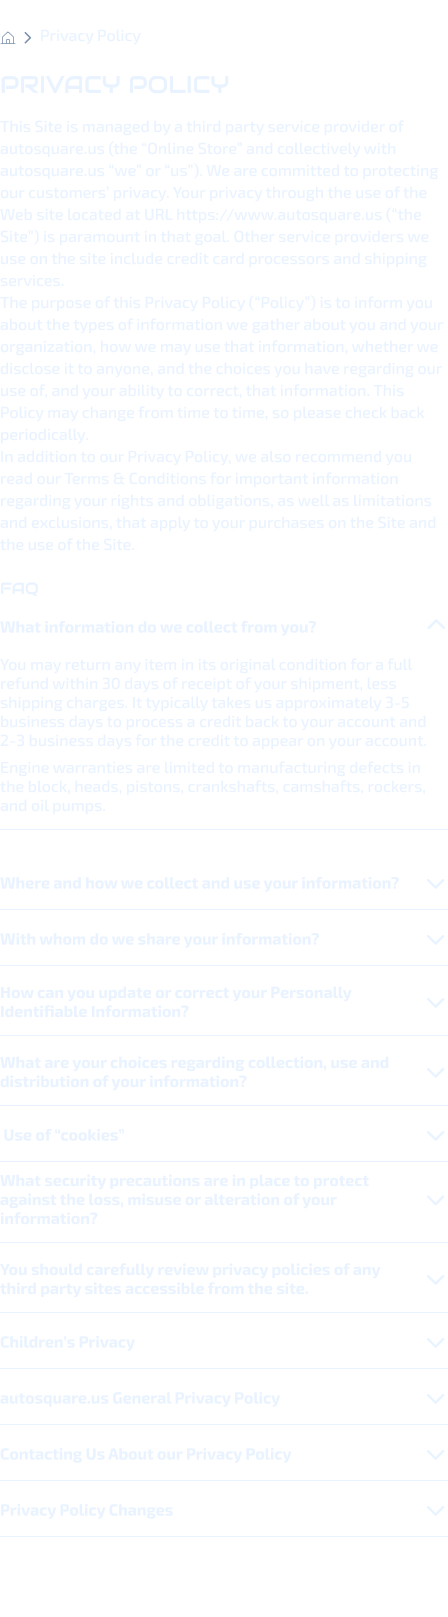 Privacy Policy
PRIVACY POLICY
This Site is managed by a third party service provider of
autosquare.us (the “Online Store” and collectively with
autosquare.us “we” or “us”). We are committed to protecting
our customers’ privacy. Your privacy through the use of the
Web site located at URL https://www.autosquare.us (“the
Site”) is paramount in that goal. Other service providers we
use on the site include credit card processors and shipping
services.
The purpose of this Privacy Policy (“Policy”) is to inform you
about the types of information we gather about you and your
organization, how we may use that information, whether we
disclose it to anyone, and the choices you have regarding our
use of, and your ability to correct, that information. This
Policy may change from time to time, so please check back
periodically.
In addition to our Privacy Policy, we also recommend you
read our Terms & Conditions for important information
regarding your rights and obligations, as well as limitations
and exclusions, that apply to your purchases on the Site and
the use of the Site.
FAQ
What information do we collect from you?
You may return any item in its original condition for a full
refund within 30 days of receipt of your shipment, less
shipping charges. It typically takes us approximately 3-5
business days to process a credit back to your account and
2-3 business days for the credit to appear on your account.
Engine warranties are limited to manufacturing defects in
the block, heads, pistons, crankshafts, camshafts, rockers,
and oil pumps.
Where and how we collect and use your information?
With whom do we share your information?
How can you update or correct your Personally
Identifiable Information?
What are your choices regarding collection, use and
distribution of your information?
Use of “cookies”
What security precautions are in place to protect
against the loss, misuse or alteration of your
information?
You should carefully review privacy policies of any
third party sites accessible from the site.
Children’s Privacy
autosquare.us General Privacy Policy
Contacting Us About our Privacy Policy
Privacy Policy Changes